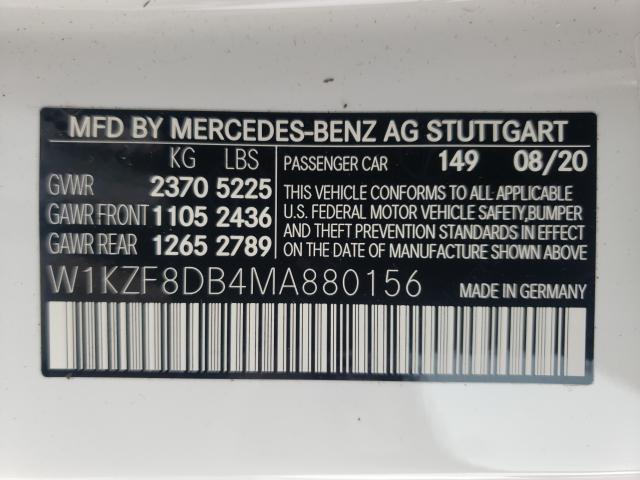 MFD BY MERCEDES-BENZ AG STUTTGART
KG LBS
GVWR 2370 5225
GAWR FRONT 1105 2436
GAWR REAR 1265 2789
PASSENGER CAR 149 08/20
THIS VEHICLE CONFORMS TO ALL APPLICABLE
U.S. FEDERAL MOTOR VEHICLE SAFETY,BUMPER
AND THEFT PREVENTION STANDARDS IN EFFECT
ON THE DATE OF MANUFACTURE SHOWN ABOVE.
W1KZF8DB4MA880156
MADE IN GERMANY